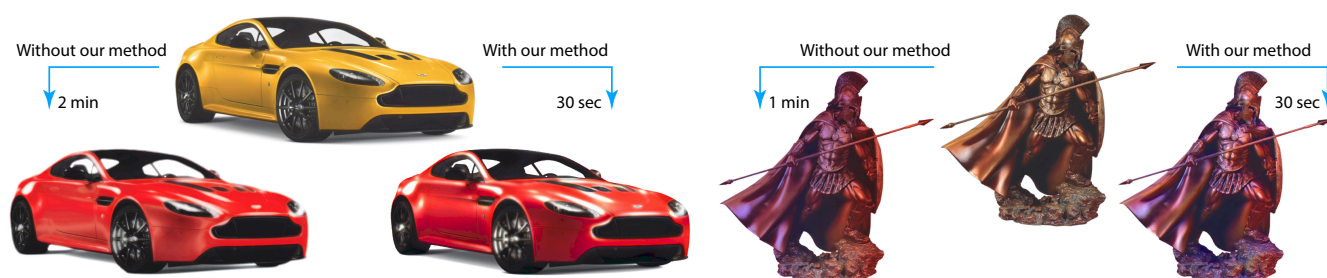 Without our method
2 min
With our method
30 sec
Without our method
1 min
With our method
30 sec